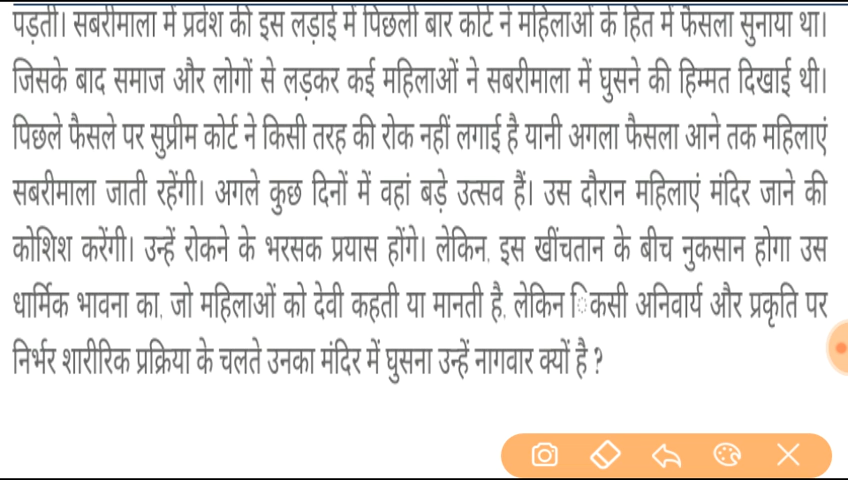 पड़ती। सबरीमाला में प्रवेश की इस लड़ाई में पिछली बार कोर्ट ने महिलाओं के हित में फैसला सुनाया था।
जिसके बाद समाज और लोगों से लड़कर कई महिलाओं ने सबरीमाला में घुसने की हिम्मत दिखाई थी।
पिछले फैसले पर सुप्रीम कोर्ट ने किसी तरह की रोक नहीं लगाई है यानी अगला फैसला आने तक महिलाएं
सबरीमाला जाती रहेंगी। अगले कुछ दिनों में वहां बड़े उत्सव हैं। उस दौरान महिलाएं मंदिर जाने की
कोशिश करेंगी। उन्हें रोकने के भरसक प्रयास होंगे। लेकिन, इस खींचतान के बीच नुकसान होगा उस
धार्मिक भावना का, जो महिलाओं को देवी कहती या मानती है, लेकिन िकसी अनिवार्य और प्रकृति पर
निर्भर शारीरिक प्रक्रिया के चलते उनका मंदिर में घुसना उन्हें नागवार क्यों है ?